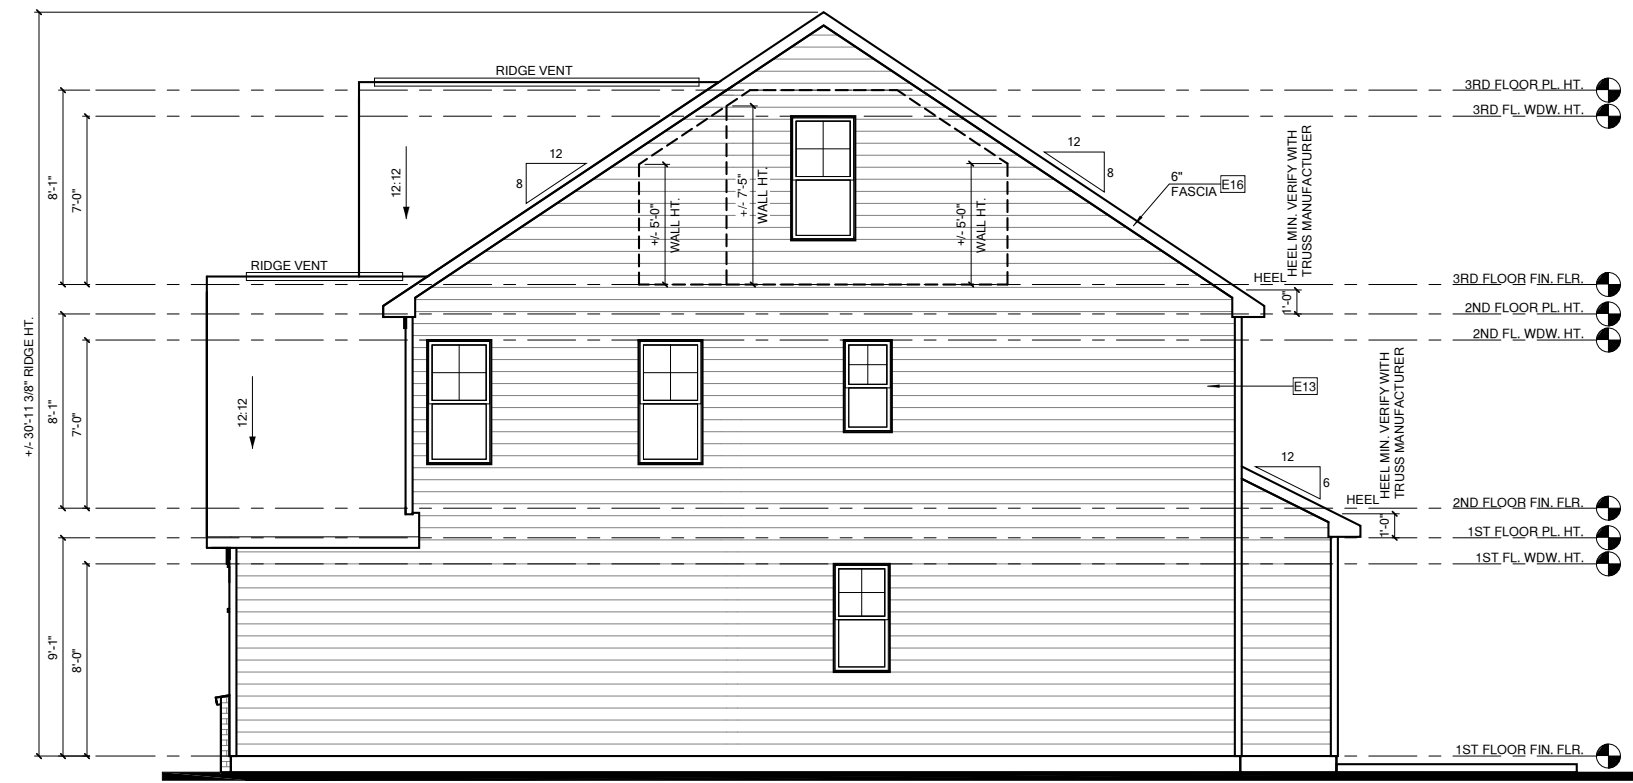 RIDGE VENT
3RD FLOOR PL. HT.
3RD FL. WDW. HT.
12
8
12
8
6"
FASCIA
E16
12:12
8'-1"
7'-0"
+/- 5'-0"
WALL HT.
+/- 7'-5"
WALL HT.
+/- 5'-0"
WALL HT.
HEEL MIN. VERIFY WITH
TRUSS MANUFACTURER
RIDGE VENT
HEEL
3RD FLOOR FIN. FLR.
1'-0"
2ND FLOOR PL. HT.
2ND FL. WDW. HT.
+/- 30'-11 3/8" RIDGE HT.
8'-1"
7'-0"
12:12
E13
HEEL MIN. VERIFY WITH
TRUSS MANUFACTURER
12
6
HEEL
2ND FLOOR FIN. FLR.
1'-0"
1ST FLOOR PL. HT.
1ST FL. WDW. HT.
9'-1"
8'-0"
1ST FLOOR FIN. FLR.